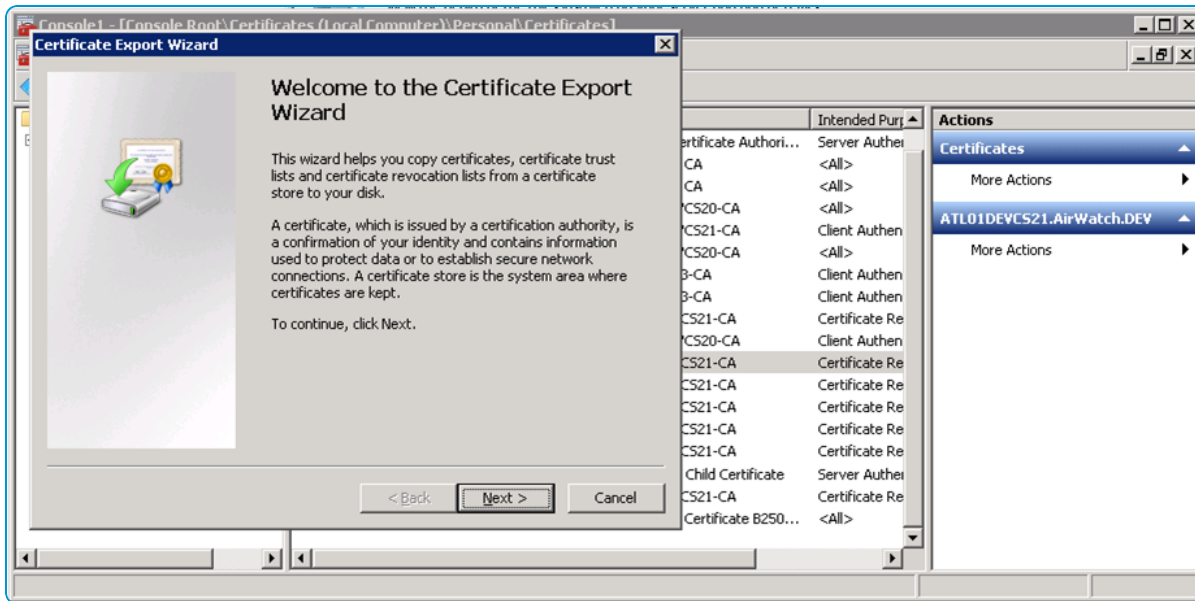 Console1 - [Console Root\Certificates (Local Computer)\Personal\Certificates]
Certificate Export Wizard
Welcome to the Certificate Export
Wizard
This wizard helps you copy certificates, certificate trust
lists and certificate revocation lists from a certificate
store to your disk.
A certificate, which is issued by a certification authority, is
a confirmation of your identity and contains information
used to protect data or to establish secure network
connections. A certificate store is the system area where
certificates are kept.
To continue, click Next.
< Back
Next >
Cancel
Intended Purp
ertificate Authori... Server Auther
CA <All>
CA <All>
'CS20-CA <All>
'CS21-CA Client Authen
'CS20-CA <All>
3-CA Client Authen
3-CA Client Authen
CS21-CA Certificate Re
'CS20-CA Client Authen
CS21-CA Certificate Re
CS21-CA Certificate Re
CS21-CA Certificate Re
CS21-CA Certificate Re
CS21-CA Certificate Re
Child Certificate Server Auther
CS21-CA Certificate Re
Certificate B250... <All>
Actions
Certificates
More Actions
ATL01DEVCS21.AirWatch.DEV
More Actions